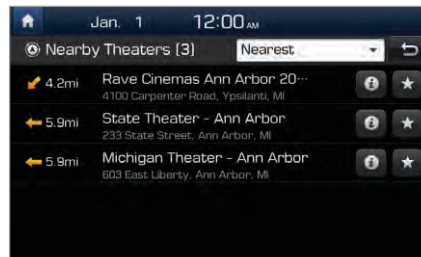 Jan. 1 12:00 AM
Nearby Theaters (3) Nearest
4.2mi Rave Cinemas Ann Arbor 20···
4100 Carpenter Road, Ypsilanti, MI
5.9mi State Theater - Ann Arbor
233 State Street, Ann Arbor, MI
5.9mi Michigan Theater - Ann Arbor
603 East Liberty, Ann Arbor, MI